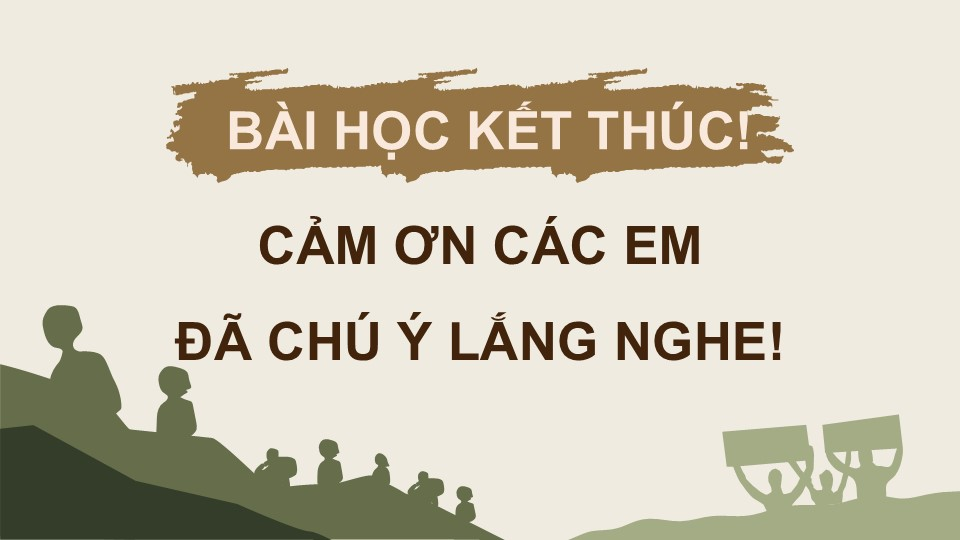 BÀI HỌC KẾT THÚC!
CẢM ƠN CÁC EM
ĐÃ CHÚ Ý LẮNG NGHE!